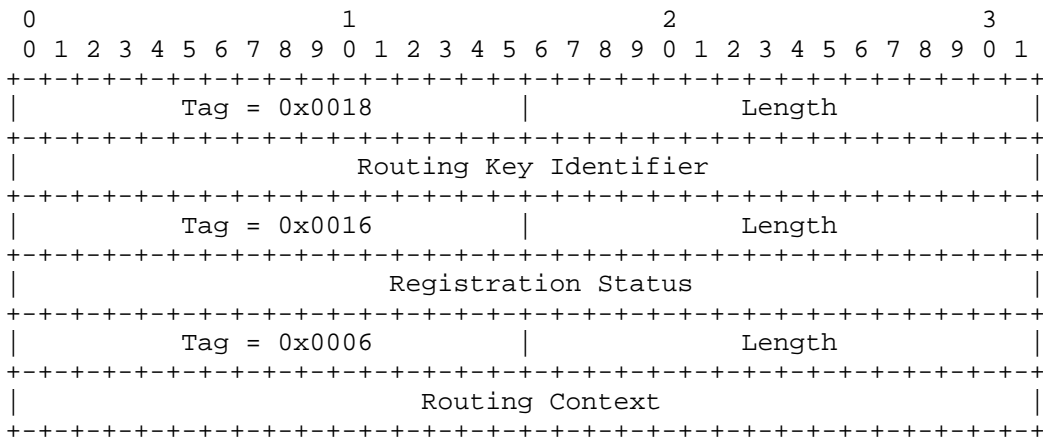 0                   1                   2                   3
 0 1 2 3 4 5 6 7 8 9 0 1 2 3 4 5 6 7 8 9 0 1 2 3 4 5 6 7 8 9 0 1
+-+-+-+-+-+-+-+-+-+-+-+-+-+-+-+-+-+-+-+-+-+-+-+-+-+-+-+-+-+-+-+-+
|          Tag = 0x0018         |             Length            |
+-+-+-+-+-+-+-+-+-+-+-+-+-+-+-+-+-+-+-+-+-+-+-+-+-+-+-+-+-+-+-+-+
|                     Routing Key Identifier                    |
+-+-+-+-+-+-+-+-+-+-+-+-+-+-+-+-+-+-+-+-+-+-+-+-+-+-+-+-+-+-+-+-+
|          Tag = 0x0016         |             Length            |
+-+-+-+-+-+-+-+-+-+-+-+-+-+-+-+-+-+-+-+-+-+-+-+-+-+-+-+-+-+-+-+-+
|                       Registration Status                     |
+-+-+-+-+-+-+-+-+-+-+-+-+-+-+-+-+-+-+-+-+-+-+-+-+-+-+-+-+-+-+-+-+
|          Tag = 0x0006         |             Length            |
+-+-+-+-+-+-+-+-+-+-+-+-+-+-+-+-+-+-+-+-+-+-+-+-+-+-+-+-+-+-+-+-+
|                         Routing Context                       |
+-+-+-+-+-+-+-+-+-+-+-+-+-+-+-+-+-+-+-+-+-+-+-+-+-+-+-+-+-+-+-+-+